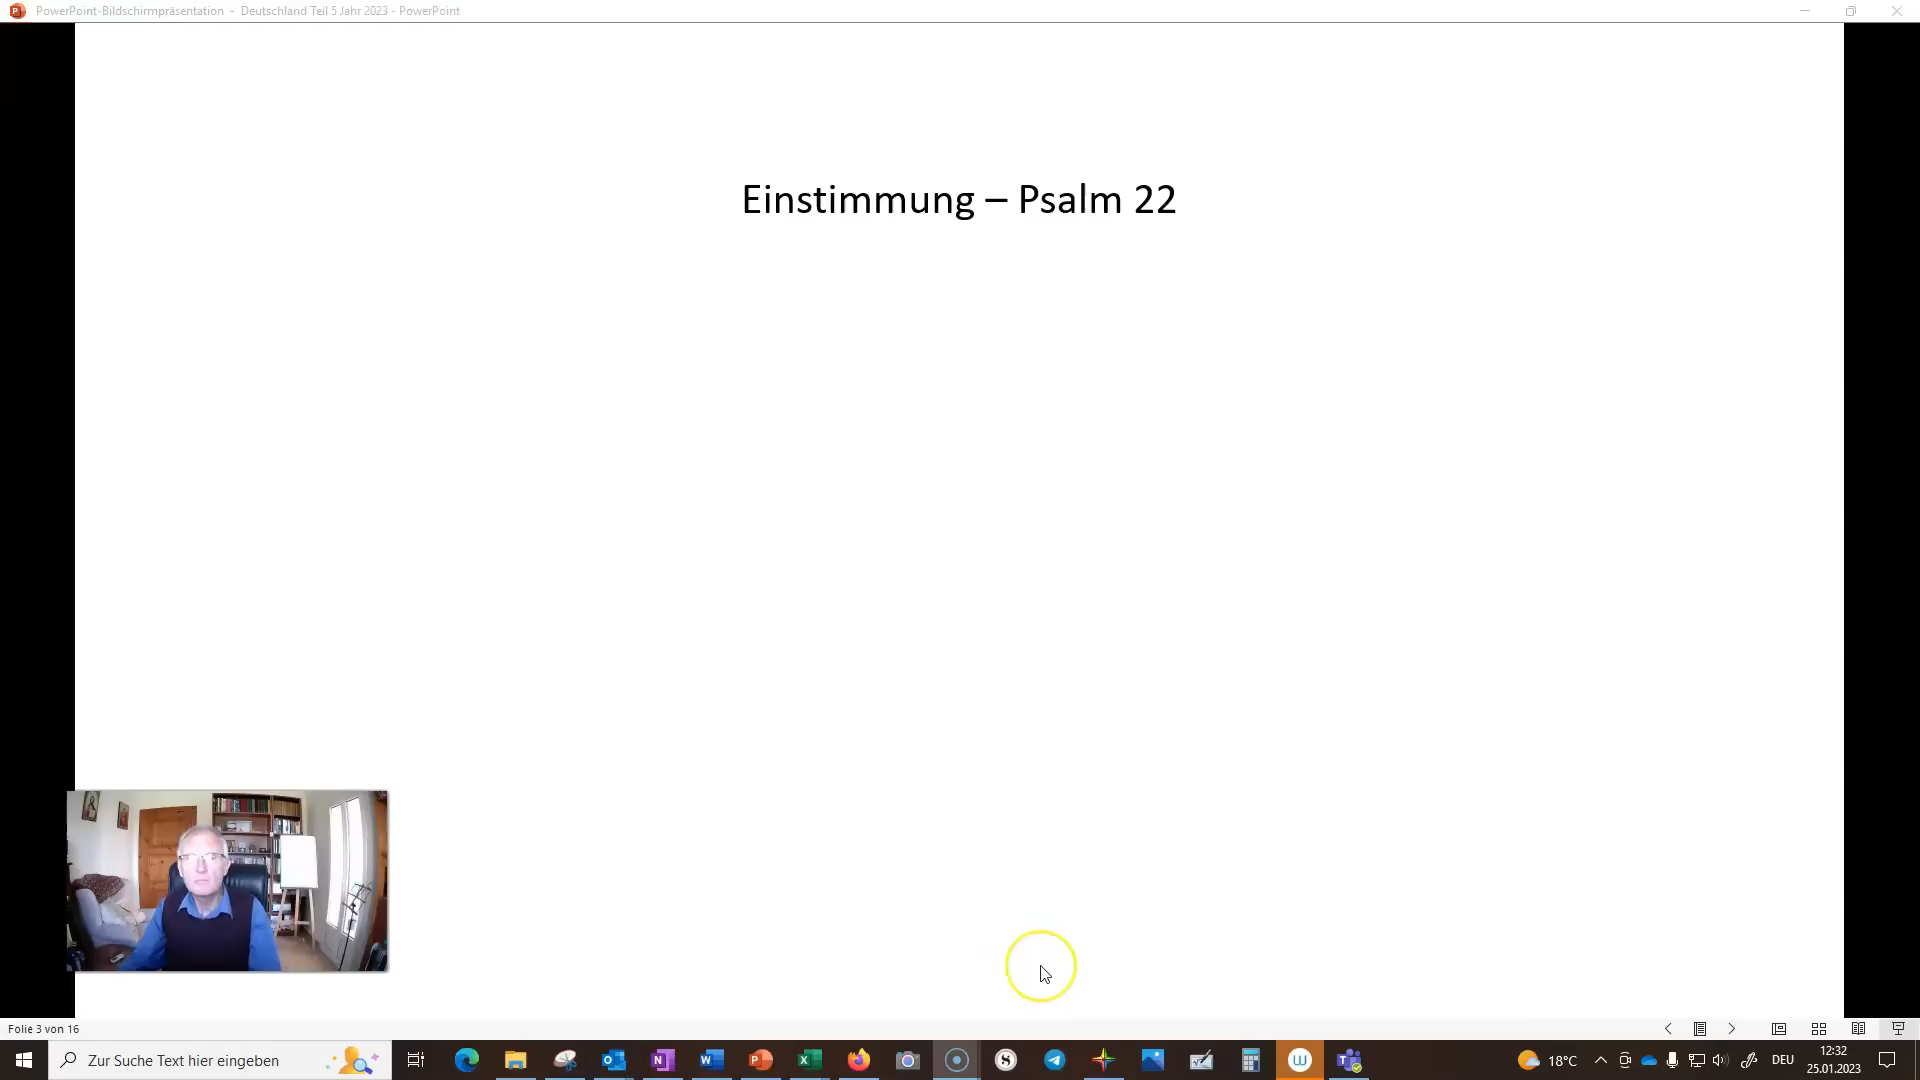 PowerPoint-Bildschirmpräsentation - Deutschland Teil 5 Jahr 2023 - PowerPoint
Einstimmung – Psalm 22
Folie 3 von 16
Zur Suche Text hier eingeben
18°C
DEU
12:32
25.01.2023